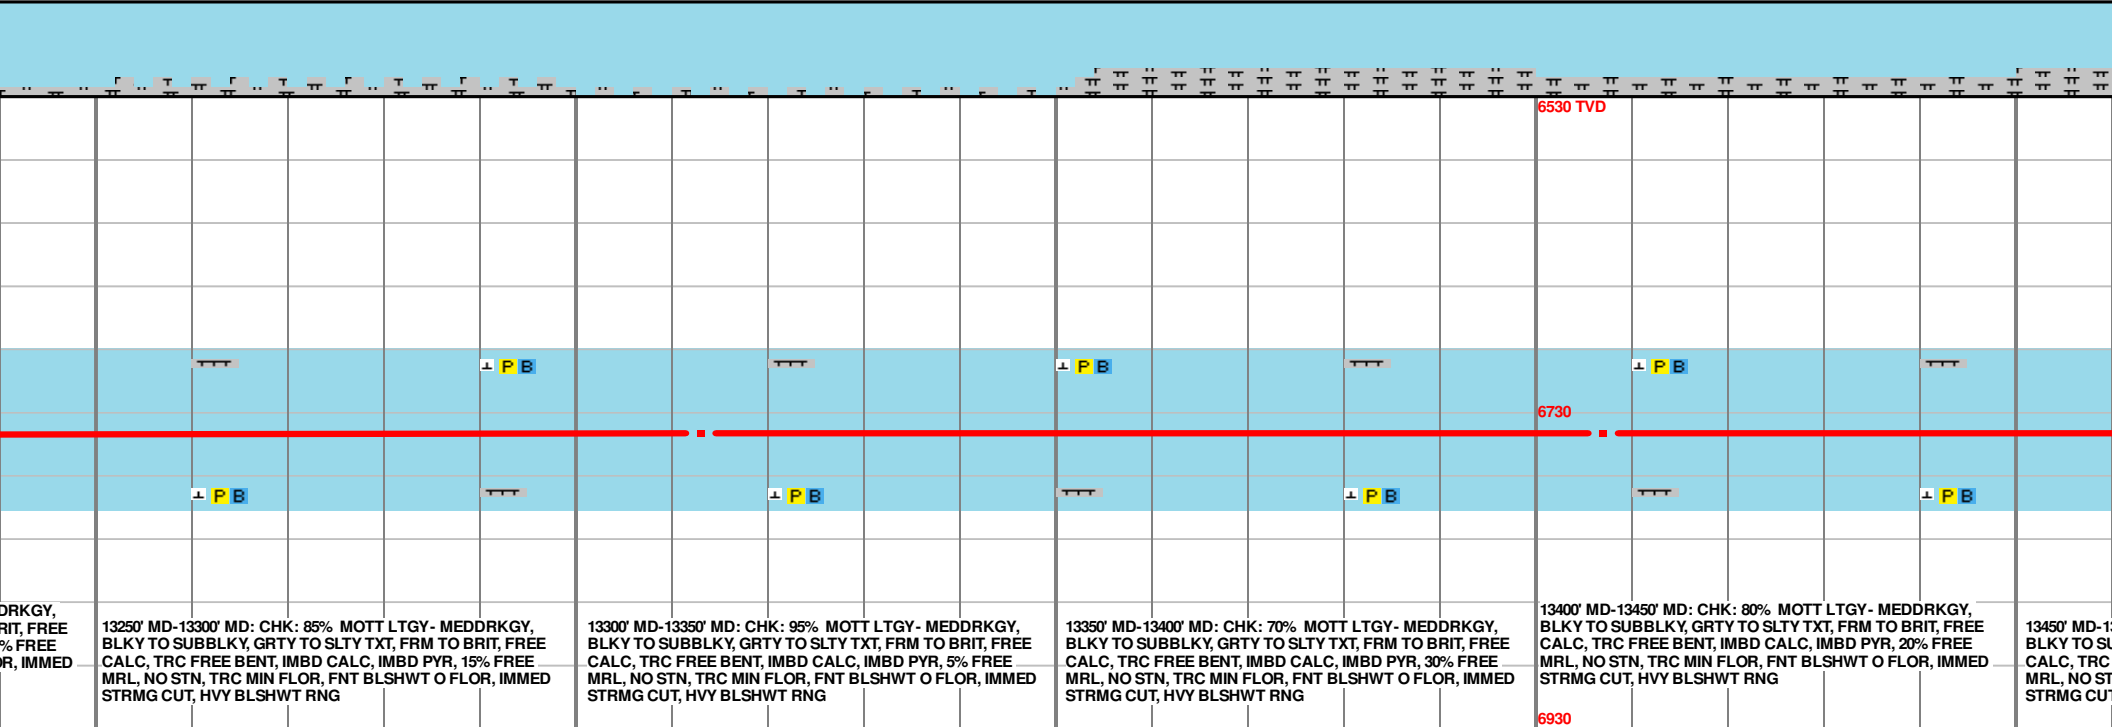 6530 TVD
P B
P B
P B
6730
P B
P B
P B
P B
DRKGY,
RIT, FREE
% FREE
OR, IMMED
13250' MD-13300' MD: CHK: 85% MOTT LTGY- MEDDRKGY,
BLKY TO SUBBLKY, GRTY TO SLTY TXT, FRM TO BRIT, FREE
CALC, TRC FREE BENT, IMBD CALC, IMBD PYR, 15% FREE
MRL, NO STN, TRC MIN FLOR, FNT BLSHWT O FLOR, IMMED
STRMG CUT, HVY BLSHWT RNG
13300' MD-13350' MD: CHK: 95% MOTT LTGY- MEDDRKGY,
BLKY TO SUBBLKY, GRTY TO SLTY TXT, FRM TO BRIT, FREE
CALC, TRC FREE BENT, IMBD CALC, IMBD PYR, 5% FREE
MRL, NO STN, TRC MIN FLOR, FNT BLSHWT O FLOR, IMMED
STRMG CUT, HVY BLSHWT RNG
13350' MD-13400' MD: CHK: 70% MOTT LTGY- MEDDRKGY,
BLKY TO SUBBLKY, GRTY TO SLTY TXT, FRM TO BRIT, FREE
CALC, TRC FREE BENT, IMBD CALC, IMBD PYR, 30% FREE
MRL, NO STN, TRC MIN FLOR, FNT BLSHWT O FLOR, IMMED
STRMG CUT, HVY BLSHWT RNG
13400' MD-13450' MD: CHK: 80% MOTT LTGY- MEDDRKGY,
BLKY TO SUBBLKY, GRTY TO SLTY TXT, FRM TO BRIT, FREE
CALC, TRC FREE BENT, IMBD CALC, IMBD PYR, 20% FREE
MRL, NO STN, TRC MIN FLOR, FNT BLSHWT O FLOR, IMMED
STRMG CUT, HVY BLSHWT RNG
13450' MD-13
BLKY TO SU
CALC, TRC
MRL, NO ST
STRMG CUT
6930